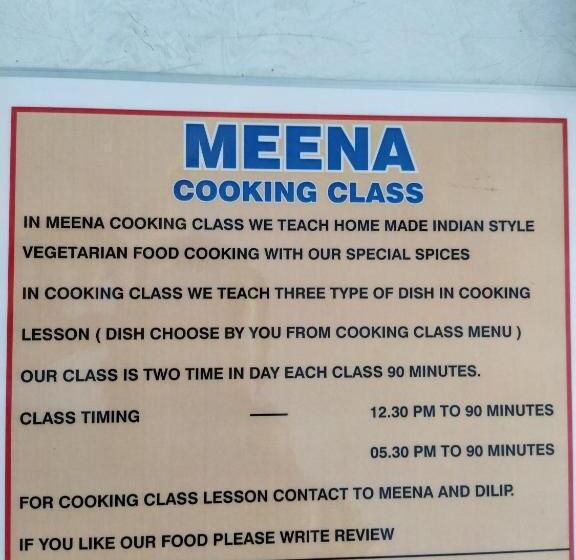 MEENA
COOKING CLASS
IN MEENA COOKING CLASS WE TEACH HOME MADE INDIAN STYLE
VEGETARIAN FOOD COOKING WITH OUR SPECIAL SPICES
IN COOKING CLASS WE TEACH THREE TYPE OF DISH IN COOKING
LESSON ( DISH CHOOSE BY YOU FROM COOKING CLASS MENU )
OUR CLASS IS TWO TIME IN DAY EACH CLASS 90 MINUTES.
CLASS TIMING — 12.30 PM TO 90 MINUTES
05.30 PM TO 90 MINUTES
FOR COOKING CLASS LESSON CONTACT TO MEENA AND DILIP.
IF YOU LIKE OUR FOOD PLEASE WRITE REVIEW